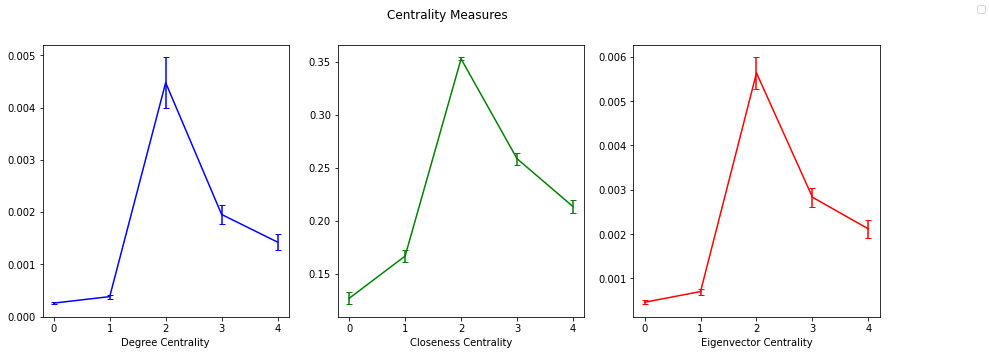 Centrality Measures
0.005
0.004
0.003
0.002
0.001
0.000
0 1 2 3 4
Degree Centrality
0.35
0.30
0.25
0.20
0.15
0 1 2 3 4
Closeness Centrality
0.006
0.005
0.004
0.003
0.002
0.001
0 1 2 3 4
Eigenvector Centrality